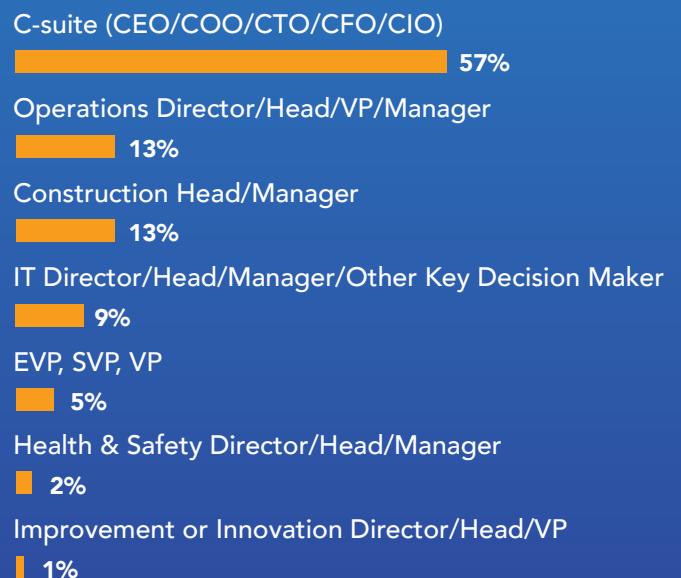 C-suite (CEO/COO/CTO/CFO/CIO)
57%
Operations Director/Head/VP/Manager
13%
Construction Head/Manager
13%
IT Director/Head/Manager/Other Key Decision Maker
9%
EVP, SVP, VP
5%
Health & Safety Director/Head/Manager
2%
Improvement or Innovation Director/Head/VP
1%